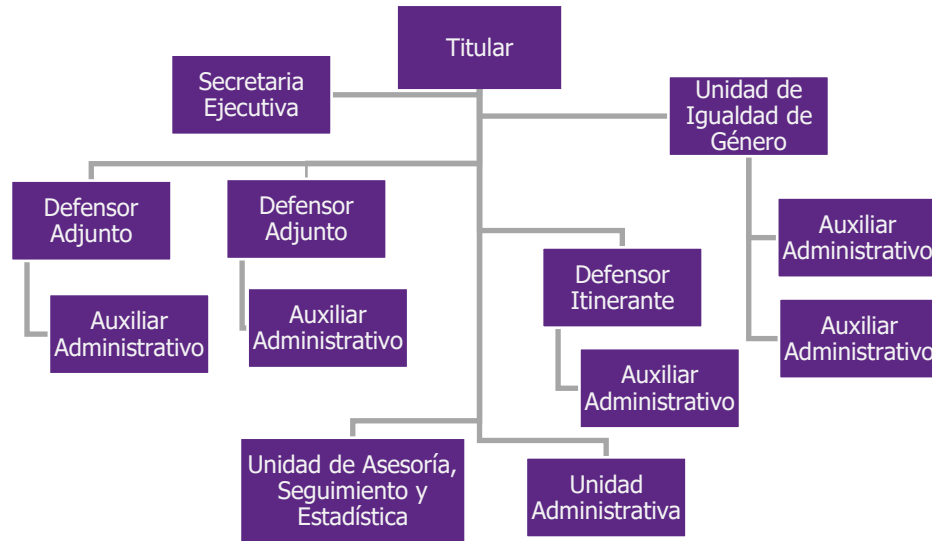 Titular
Secretaria
Ejecutiva
Unidad de
Igualdad de
Género
Defensor
Adjunto
Defensor
Adjunto
Auxiliar
Administrativo
Defensor
Itinerante
Auxiliar
Administrativo
Auxiliar
Administrativo
Auxiliar
Administrativo
Auxiliar
Administrativo
Unidad de Asesoría,
Seguimiento y
Estadística
Unidad
Administrativa